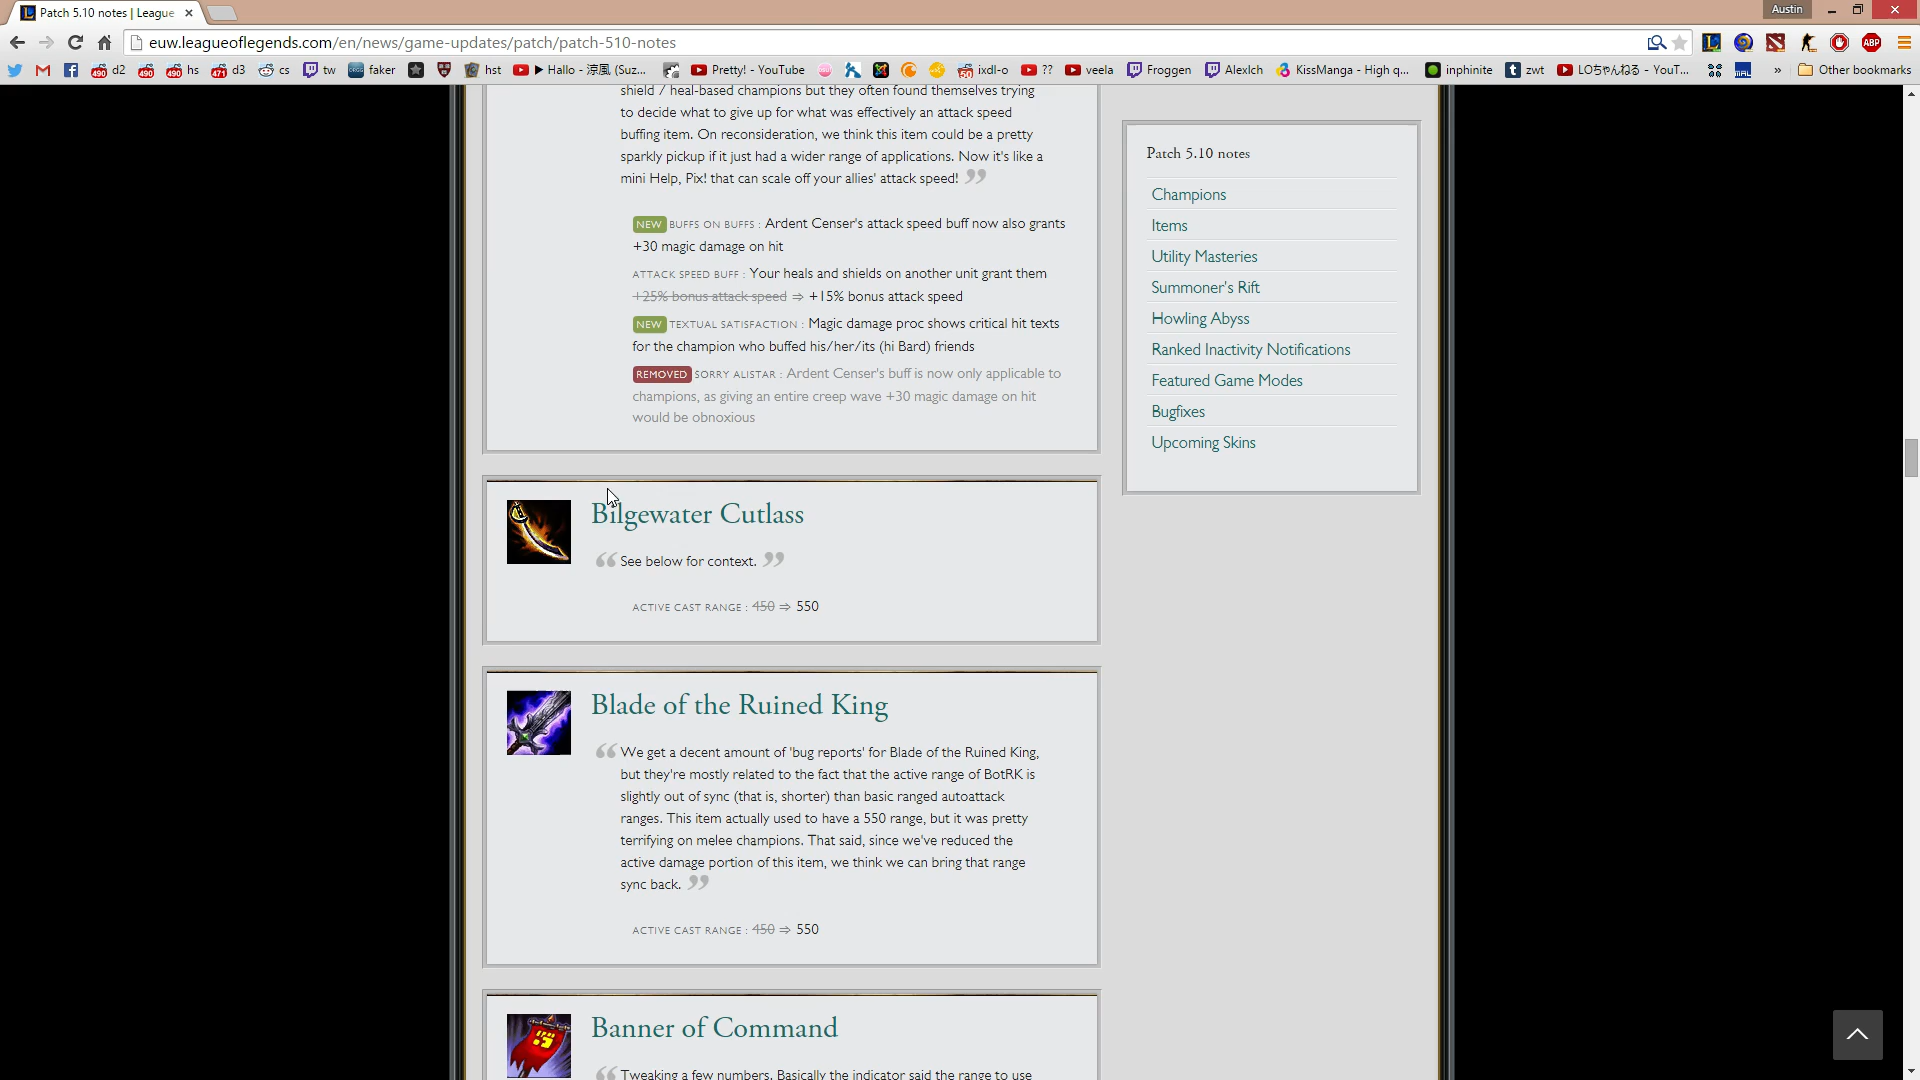 Patch 5.10 notes | League
Austin
euw.leagueoflegends.com/en/news/game-updates/patch/patch-510-notes
490 d2 490 490 hs 471 d3 cs tw faker hst ▶ Hallo - 涼風 (Suz... Pretty! - YouTube 50 ixdl-o ?? veela Froggen Alexlch KissManga - High q... inphinite zwt LOちゃんねる - YouT... MAL » Other bookmarks
ABP
shield / heal-based champions but they often found themselves trying
to decide what to give up for what was effectively an attack speed
buffing item. On reconsideration, we think this item could be a pretty
sparkly pickup if it just had a wider range of applications. Now it's like a
mini Help, Pix! that can scale off your allies' attack speed! ”
NEW BUFFS ON BUFFS : Ardent Censer's attack speed buff now also grants
+30 magic damage on hit
ATTACK SPEED BUFF : Your heals and shields on another unit grant them
+25% bonus attack speed ⇒ +15% bonus attack speed
NEW TEXTUAL SATISFACTION : Magic damage proc shows critical hit texts
for the champion who buffed his/her/its (hi Bard) friends
REMOVED SORRY ALISTAR : Ardent Censer's buff is now only applicable to
champions, as giving an entire creep wave +30 magic damage on hit
would be obnoxious
Bilgewater Cutlass
“ See below for context. ”
ACTIVE CAST RANGE : 450 ⇒ 550
Blade of the Ruined King
“ We get a decent amount of 'bug reports' for Blade of the Ruined King,
but they're mostly related to the fact that the active range of BotRK is
slightly out of sync (that is, shorter) than basic ranged autoattack
ranges. This item actually used to have a 550 range, but it was pretty
terrifying on melee champions. That said, since we've reduced the
active damage portion of this item, we think we can bring that range
sync back. ”
ACTIVE CAST RANGE : 450 ⇒ 550
Banner of Command
“ Tweaking a few numbers. Basically the indicator said the range to use
Patch 5.10 notes
Champions
Items
Utility Masteries
Summoner's Rift
Howling Abyss
Ranked Inactivity Notifications
Featured Game Modes
Bugfixes
Upcoming Skins